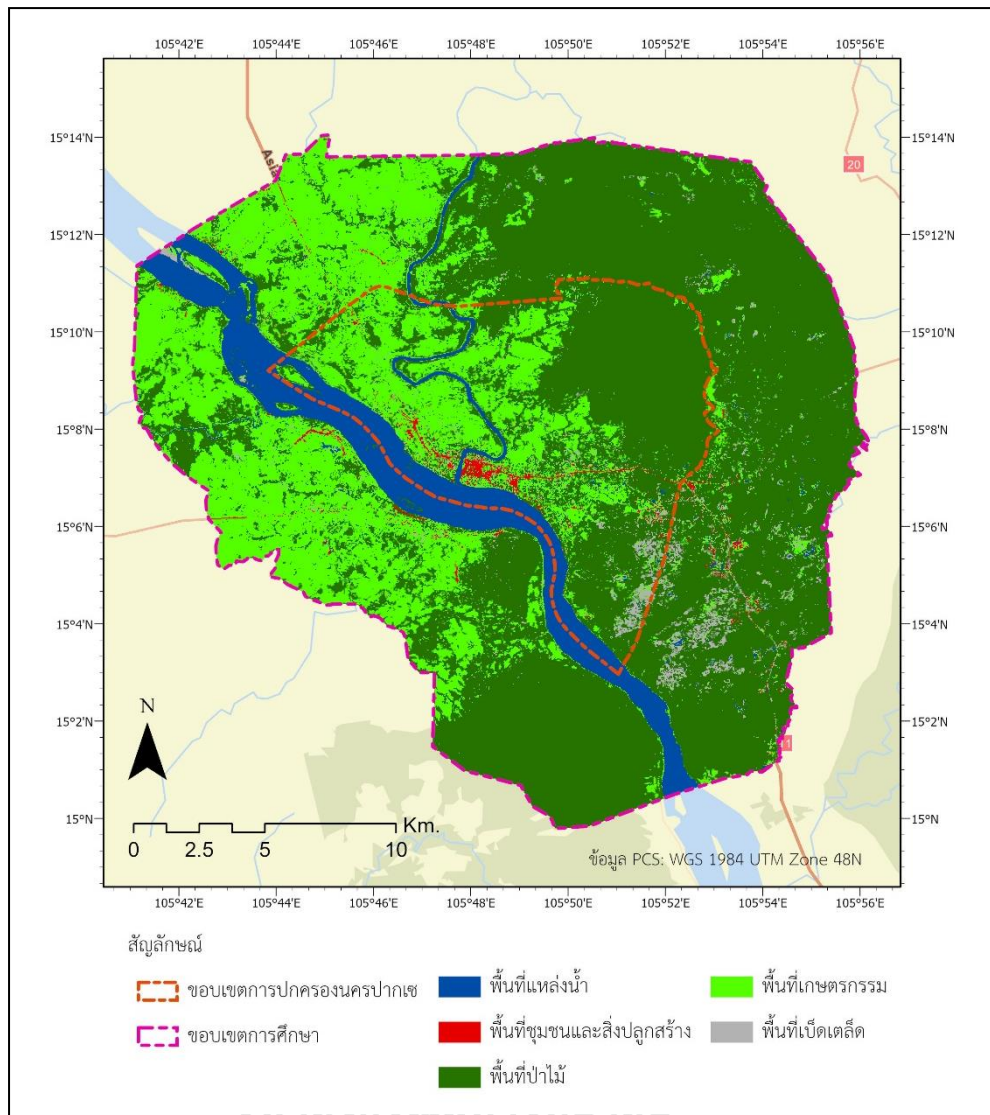 105°42'E 105°44'E 105°46'E 105°48'E 105°50'E 105°52'E 105°54'E 105°56'E
15°14'N 15°14'N
Asia
20
15°12'N 15°12'N
15°10'N 15°10'N
15°8'N 15°8'N
15°6'N 15°6'N
15°4'N 15°4'N
15°2'N 15°2'N
N
1
15°N 15°N
Km.
0 2.5 5 10
ข้อมูล PCS: WGS 1984 UTM Zone 48N
105°42'E 105°44'E 105°46'E 105°48'E 105°50'E 105°52'E 105°54'E 105°56'E
สัญลักษณ์
ขอบเขตการปกครองนครปากเซ พื้นที่แหล่งน้ำ พื้นที่เกษตรกรรม
ขอบเขตการศึกษา พื้นที่ชุมชนและสิ่งปลูกสร้าง พื้นที่เบ็ดเตล็ด
พื้นที่ป่าไม้